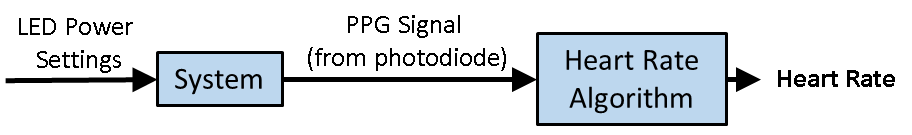 LED Power
Settings
System
PPG Signal
(from photodiode)
Heart Rate
Algorithm
Heart Rate